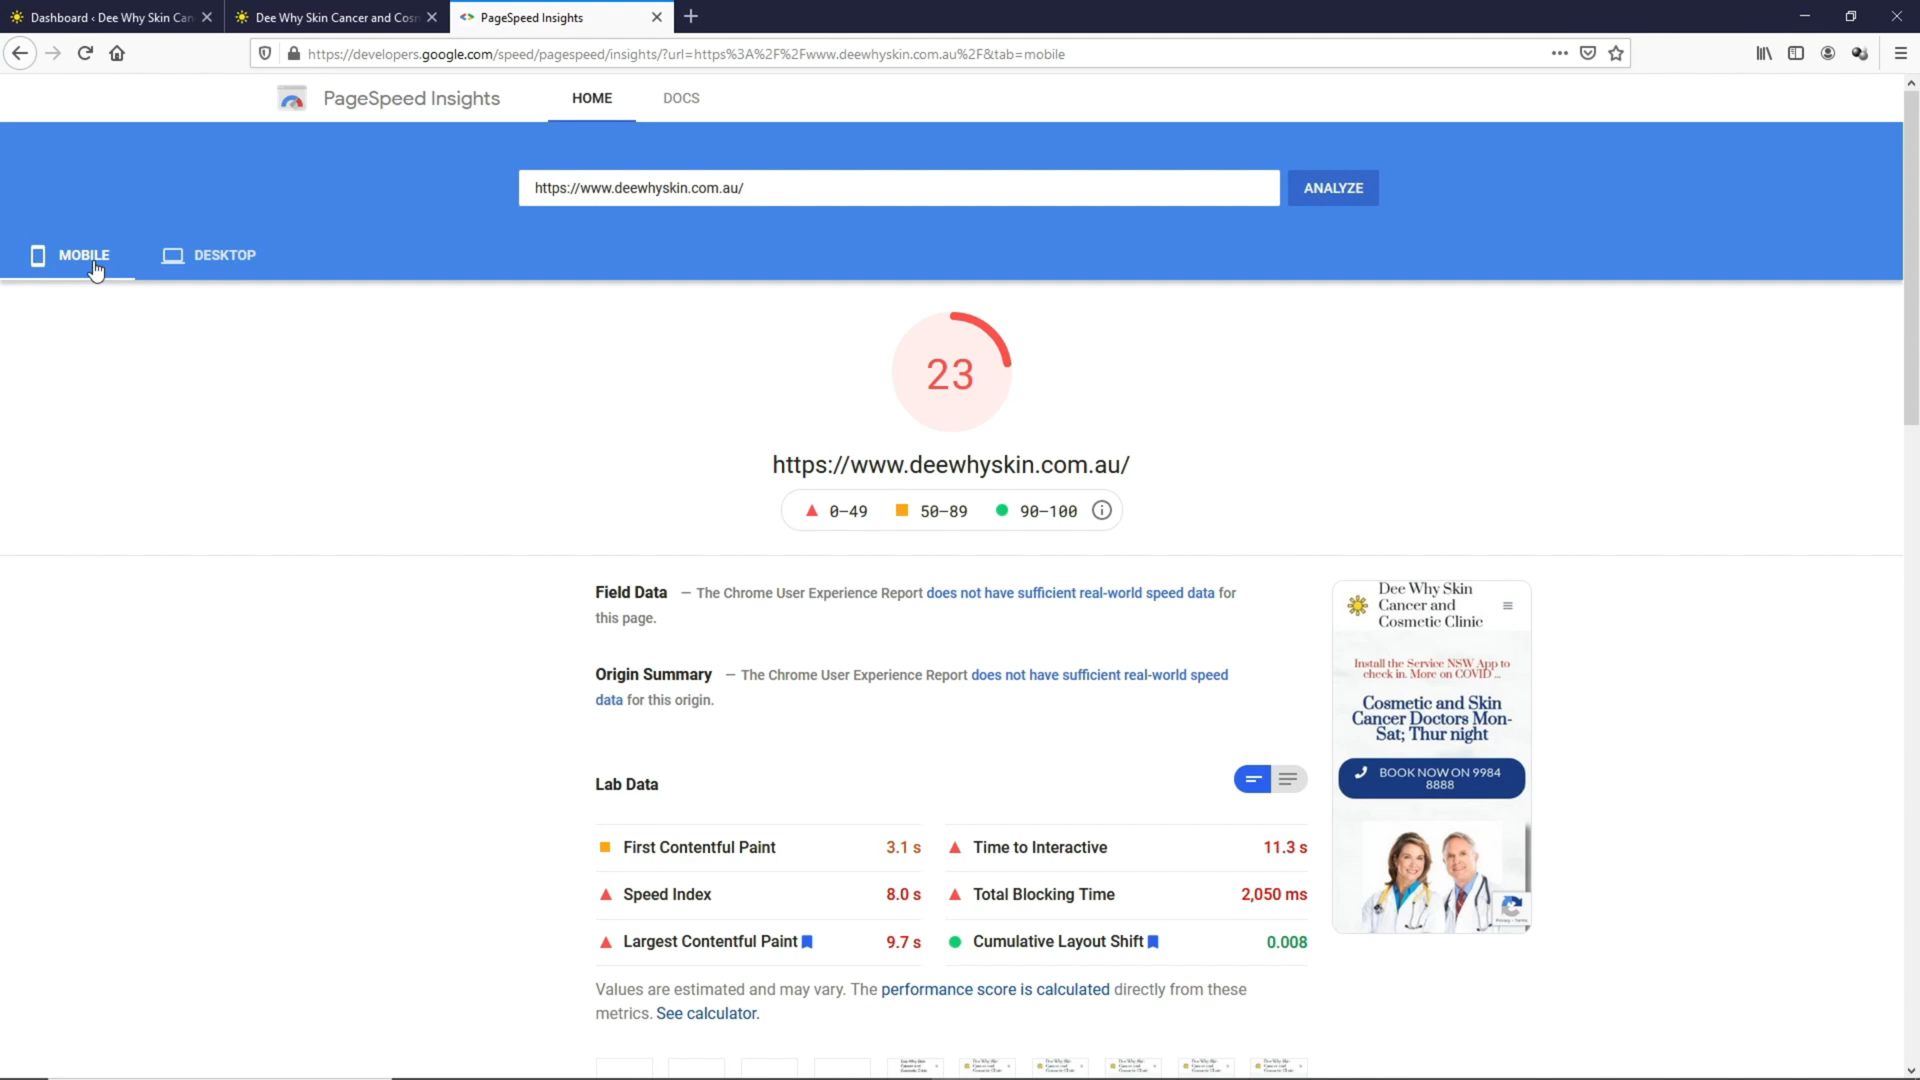 Dashboard ‹ Dee Why Skin Can
Dee Why Skin Cancer and Cosm
PageSpeed Insights
https://developers.google.com/speed/pagespeed/insights/?url=https%3A%2F%2Fwww.deewhyskin.com.au%2F&tab=mobile
PageSpeed Insights
HOME
DOCS
https://www.deewhyskin.com.au/
ANALYZE
MOBILE
DESKTOP
23
https://www.deewhyskin.com.au/
0–49
50–89
90–100
Field Data — The Chrome User Experience Report does not have sufficient real-world speed data for
this page.
Origin Summary — The Chrome User Experience Report does not have sufficient real-world speed
data for this origin.
Lab Data
First Contentful Paint 3.1 s
Time to Interactive 11.3 s
Speed Index 8.0 s
Total Blocking Time 2,050 ms
Largest Contentful Paint 9.7 s
Cumulative Layout Shift 0.008
Values are estimated and may vary. The performance score is calculated directly from these
metrics. See calculator.
Dee Why Skin
Cancer and
Cosmetic Clinic
Install the Service NSW App to
check in. More on COVID ...
Cosmetic and Skin
Cancer Doctors Mon-
Sat; Thur night
BOOK NOW ON 9984
8888
Privacy - Terms